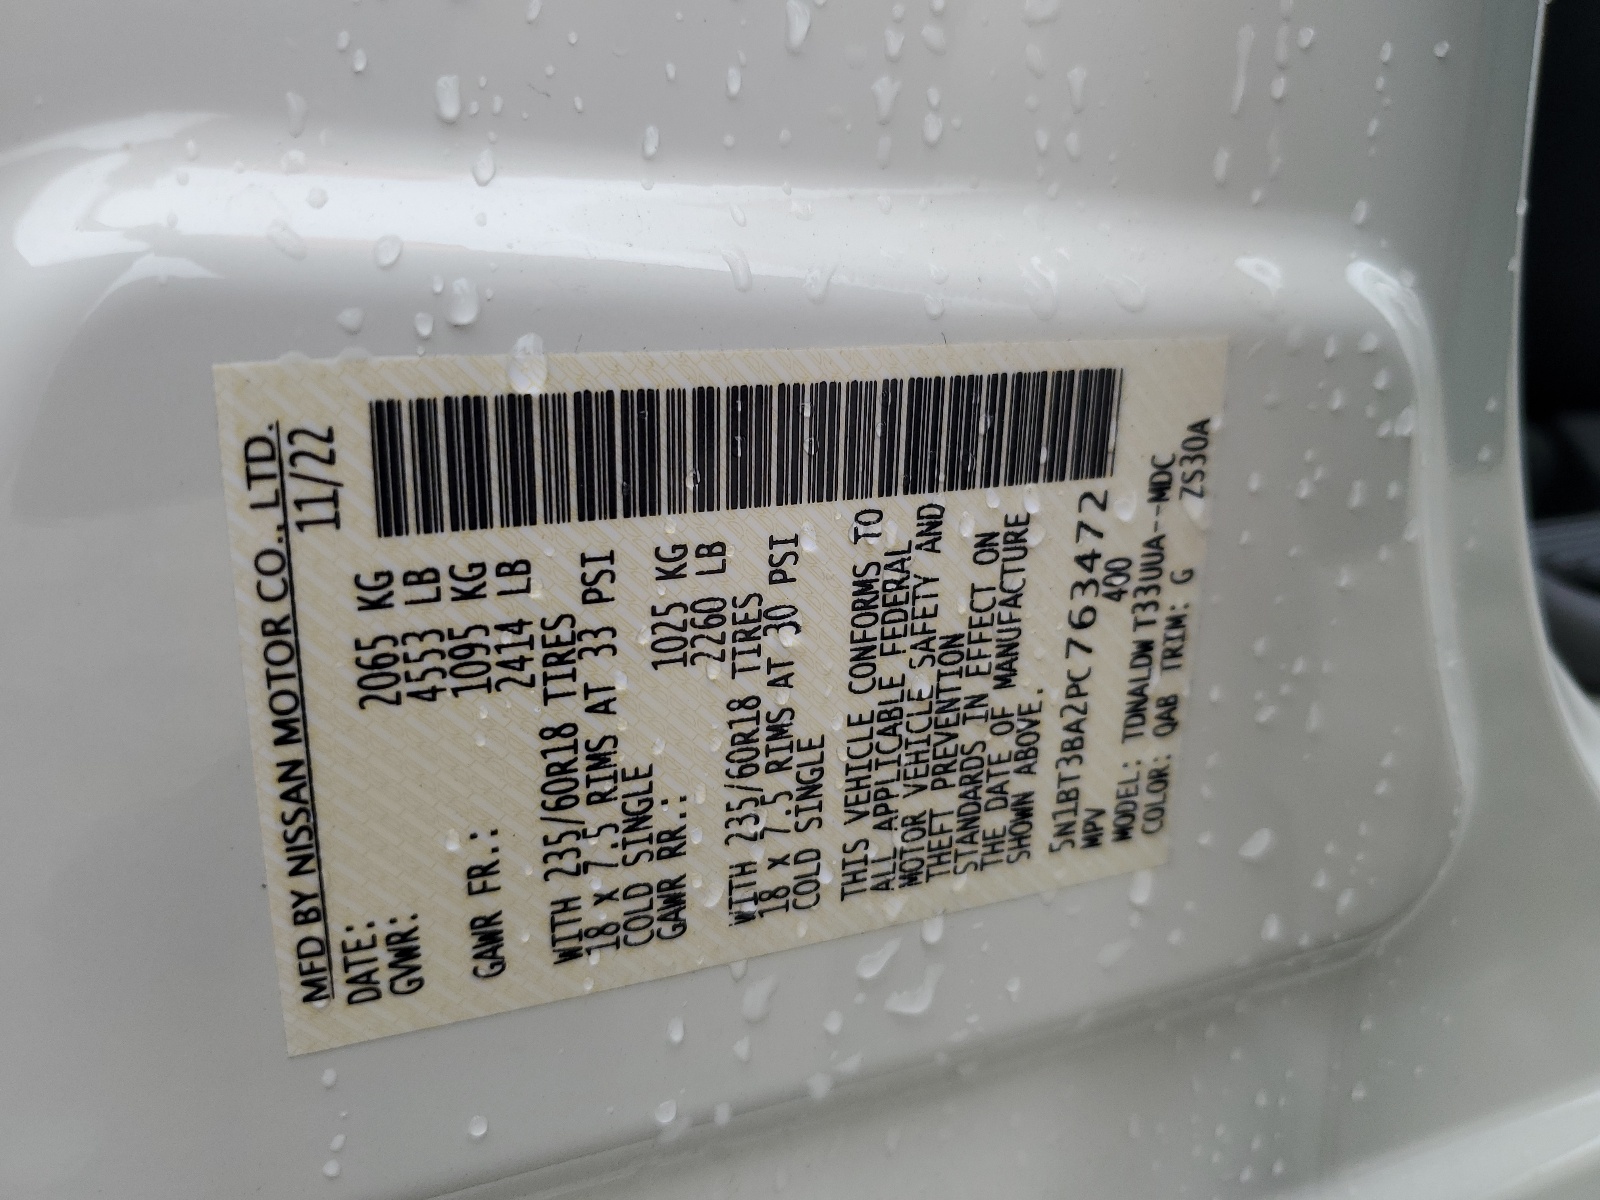 MFD BY NISSAN MOTOR CO., LTD.
DATE: 11/22
GVWR: 2065 KG
4553 LB
GAWR FR.: 1095 KG
2414 LB
WITH 235/60R18 TIRES
18 x 7.5 RIMS AT 33 PSI
COLD SINGLE
GAWR RR.: 1025 KG
2260 LB
WITH 235/60R18 TIRES
18 x 7.5 RIMS AT 30 PSI
COLD SINGLE
THIS VEHICLE CONFORMS TO
ALL APPLICABLE FEDERAL
MOTOR VEHICLE SAFETY AND
THEFT PREVENTION
STANDARDS IN EFFECT ON
THE DATE OF MANUFACTURE
SHOWN ABOVE.
5N1BT3BA2PC763472
MPV 400
MODEL: TDNALDW T33UUA--MDC
COLOR: QAB TRIM: G ZS30A